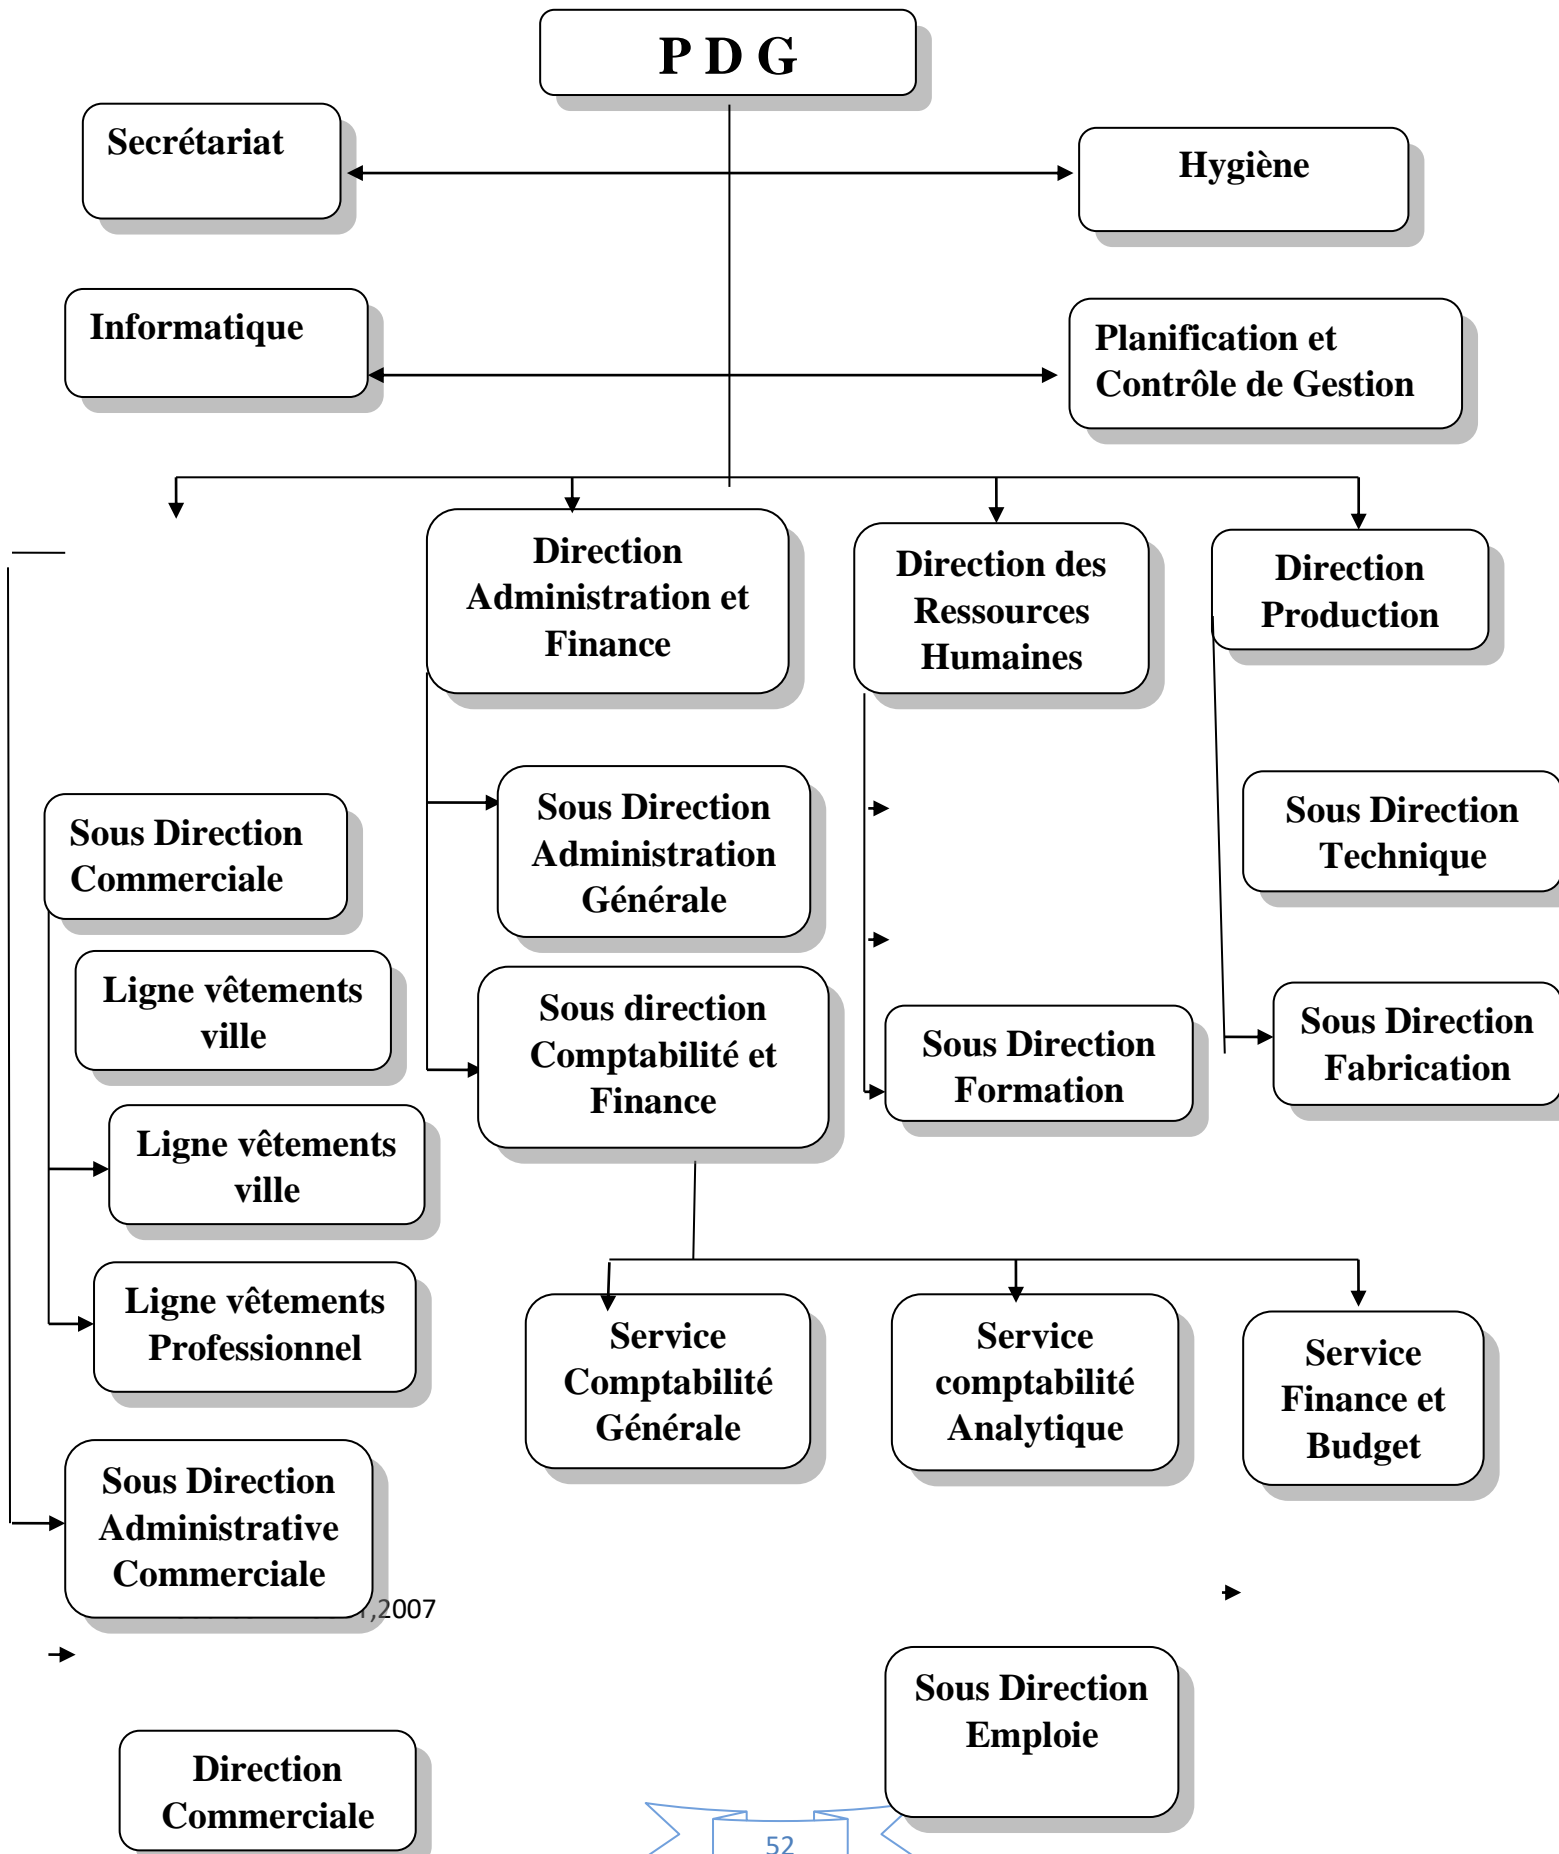 P D G
Secrétariat
Hygiène
Informatique
Planification et
Contrôle de Gestion
Direction
Administration et
Finance
Direction des
Ressources
Humaines
Direction
Production
Sous Direction
Commerciale
Sous Direction
Administration
Générale
Sous Direction
Technique
Ligne vêtements
ville
Sous direction
Comptabilité et
Finance
Sous Direction
Formation
Sous Direction
Fabrication
Ligne vêtements
ville
Ligne vêtements
Professionnel
Service
Comptabilité
Générale
Service
comptabilité
Analytique
Service
Finance et
Budget
Sous Direction
Administrative
Commerciale
,2007
Sous Direction
Emploie
Direction
Commerciale
52